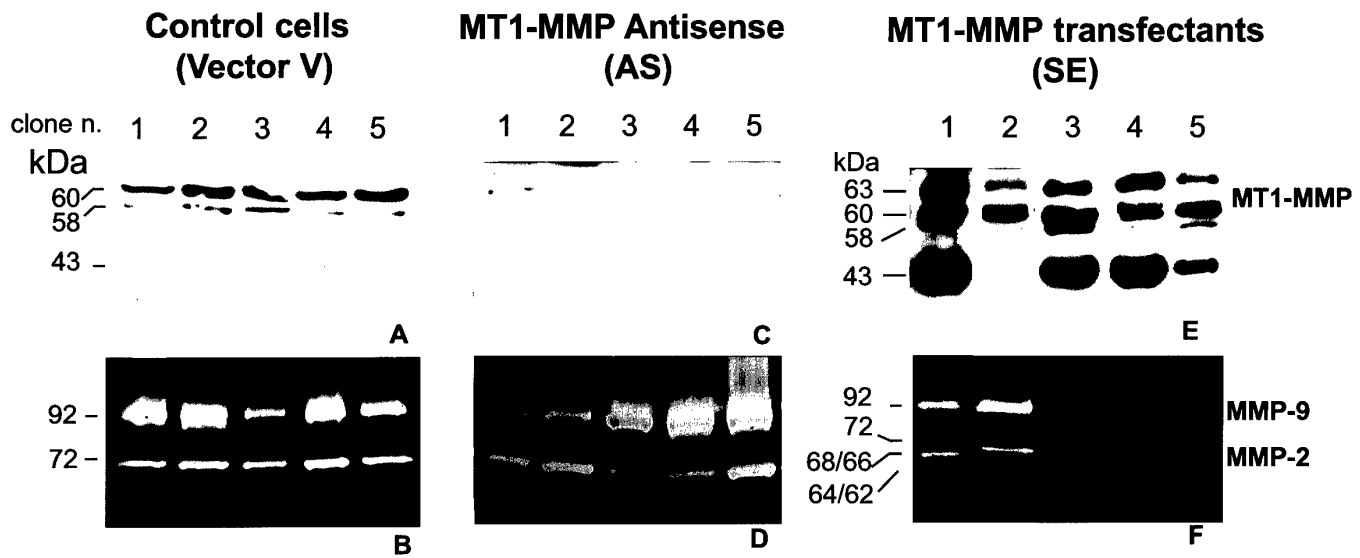 Control cells
(Vector V)
MT1-MMP Antisense
(AS)
MT1-MMP transfectants
(SE)
clone n. 1 2 3 4 5
1 2 3 4 5
1 2 3 4 5
kDa
60
58
43
kDa
63
60
58
43
MT1-MMP
A
C
E
92
72
92
72
68/66
64/62
MMP-9
MMP-2
B
D
F